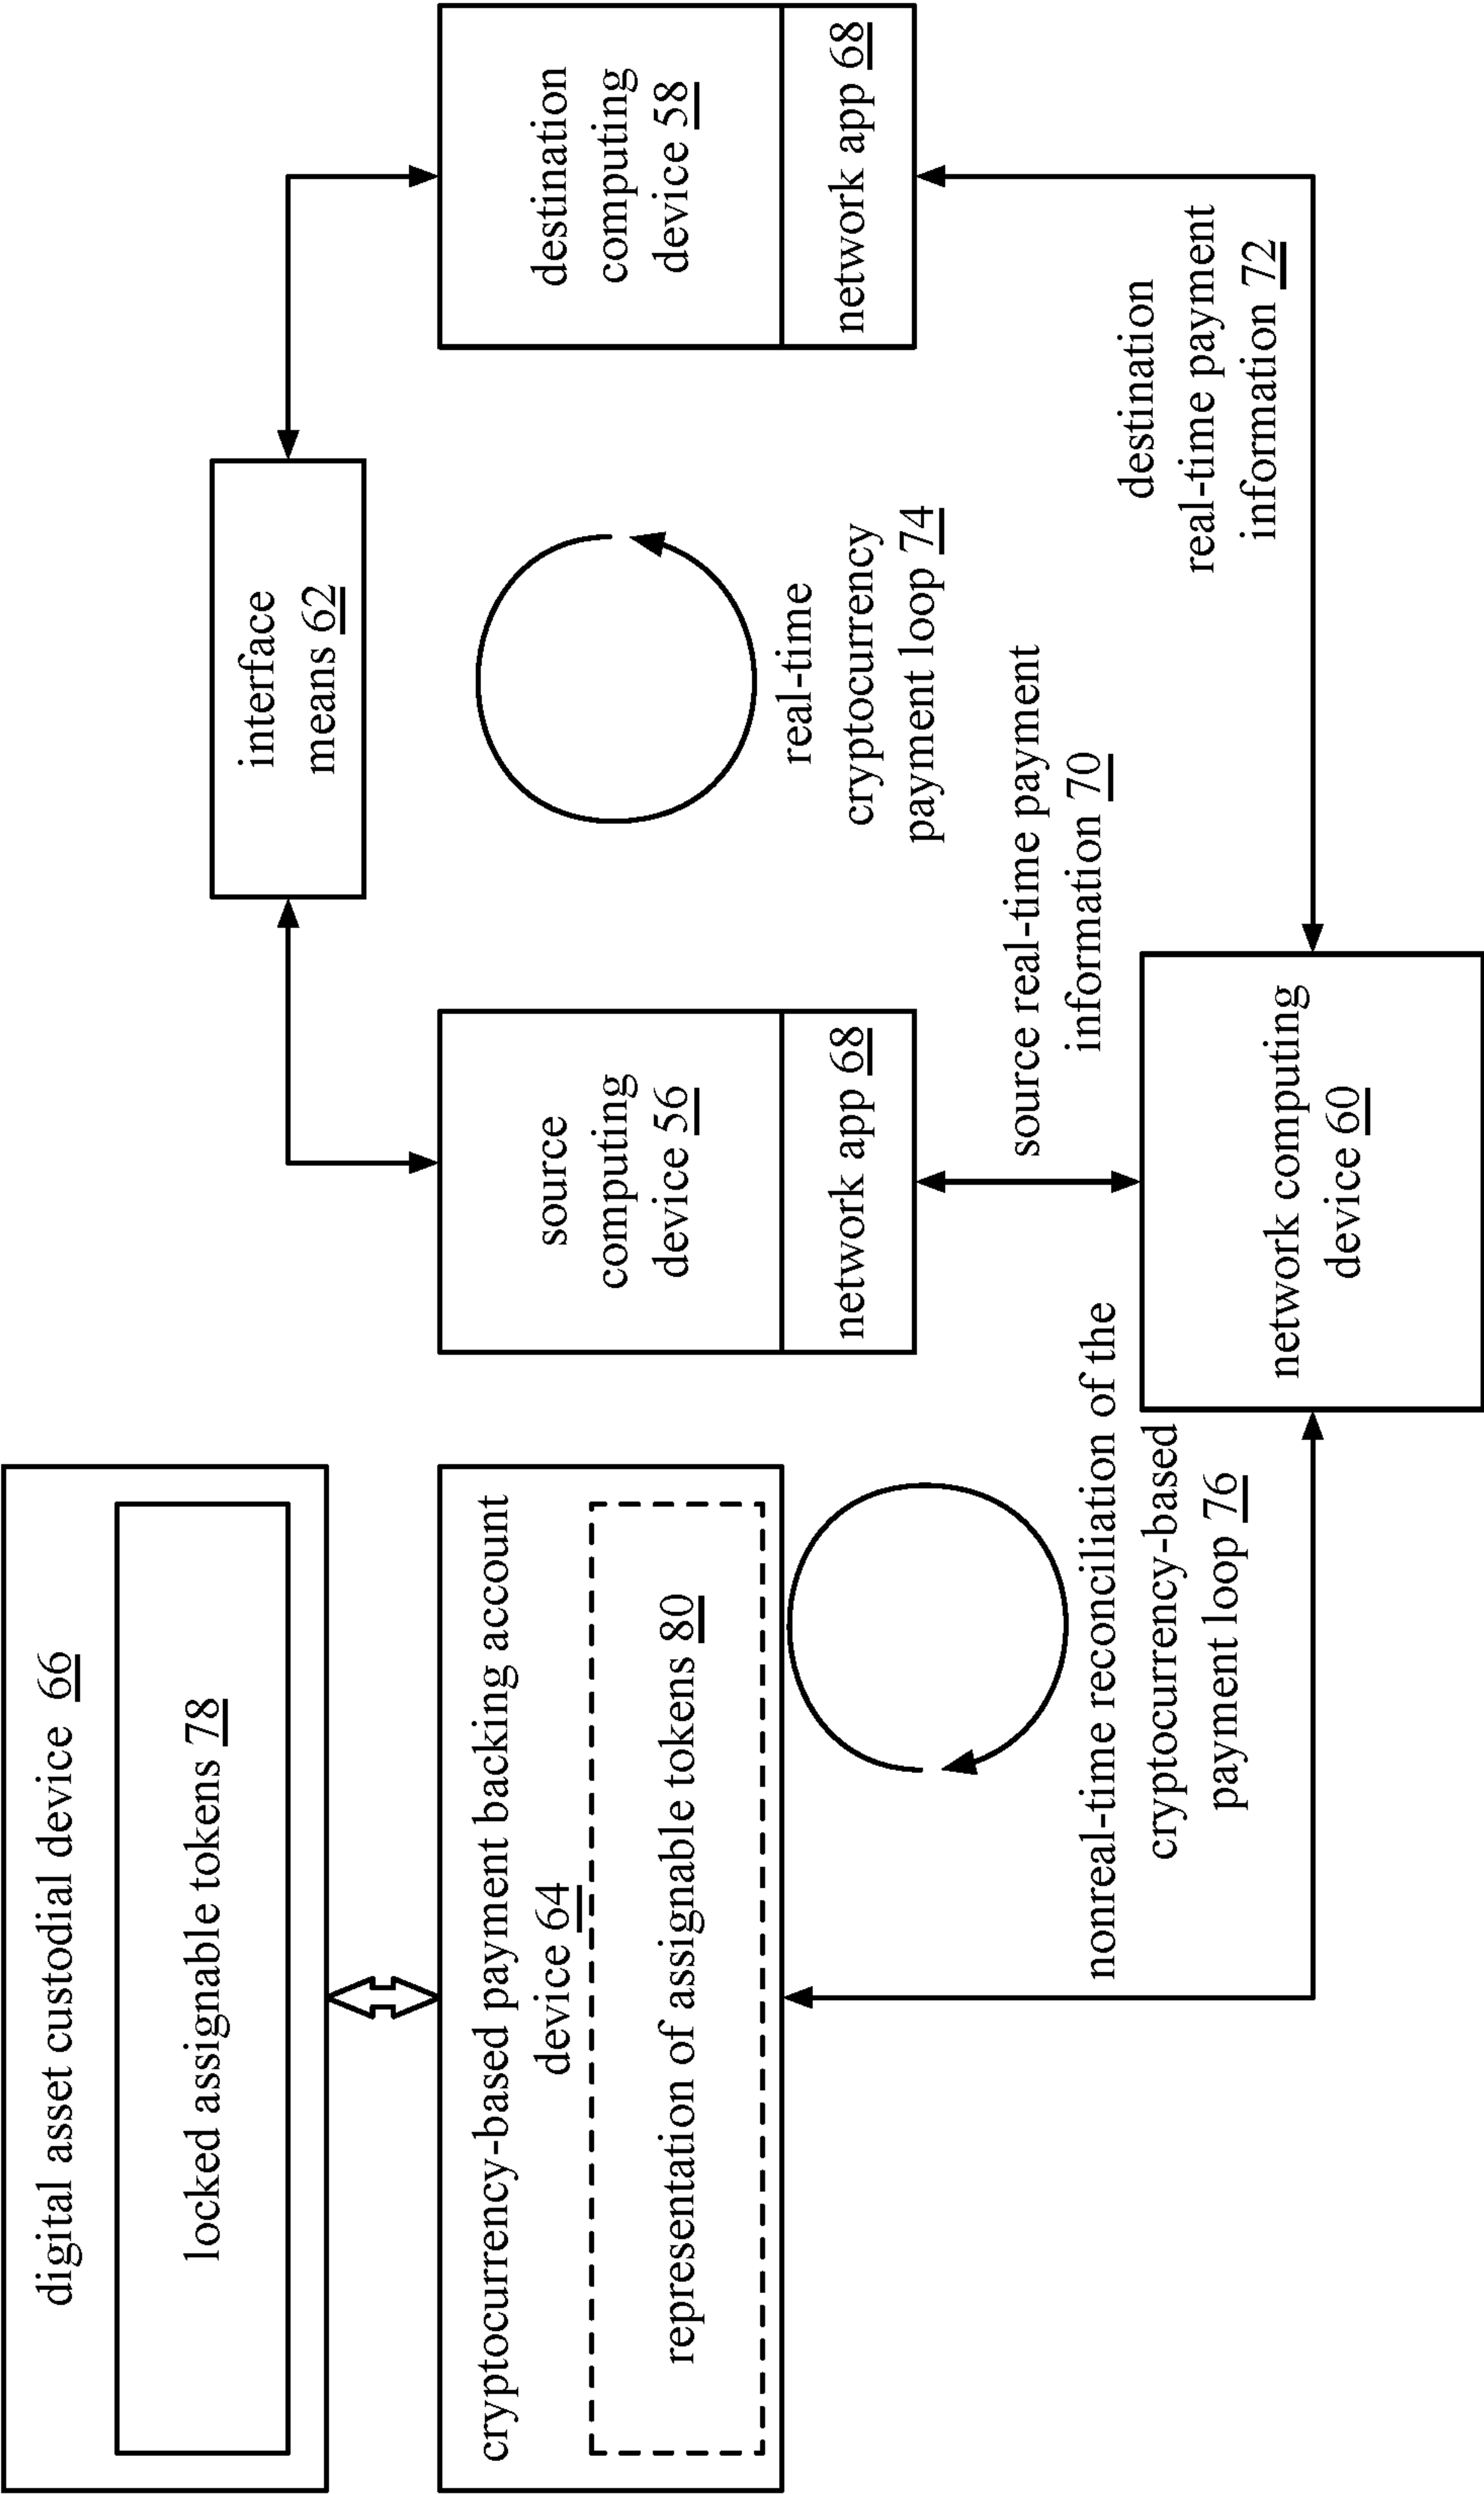 digital asset custodial device 66
locked assignable tokens 78
cryptocurrency-based payment backing account
device 64
representation of assignable tokens 80
nonreal-time reconciliation of the
cryptocurrency-based
payment loop 76
interface
means 62
source
computing
device 56
network app 68
real-time
cryptocurrency
payment loop 74
destination
computing
device 58
network app 68
source real-time payment
information 70
destination
real-time payment
information 72
network computing
device 60